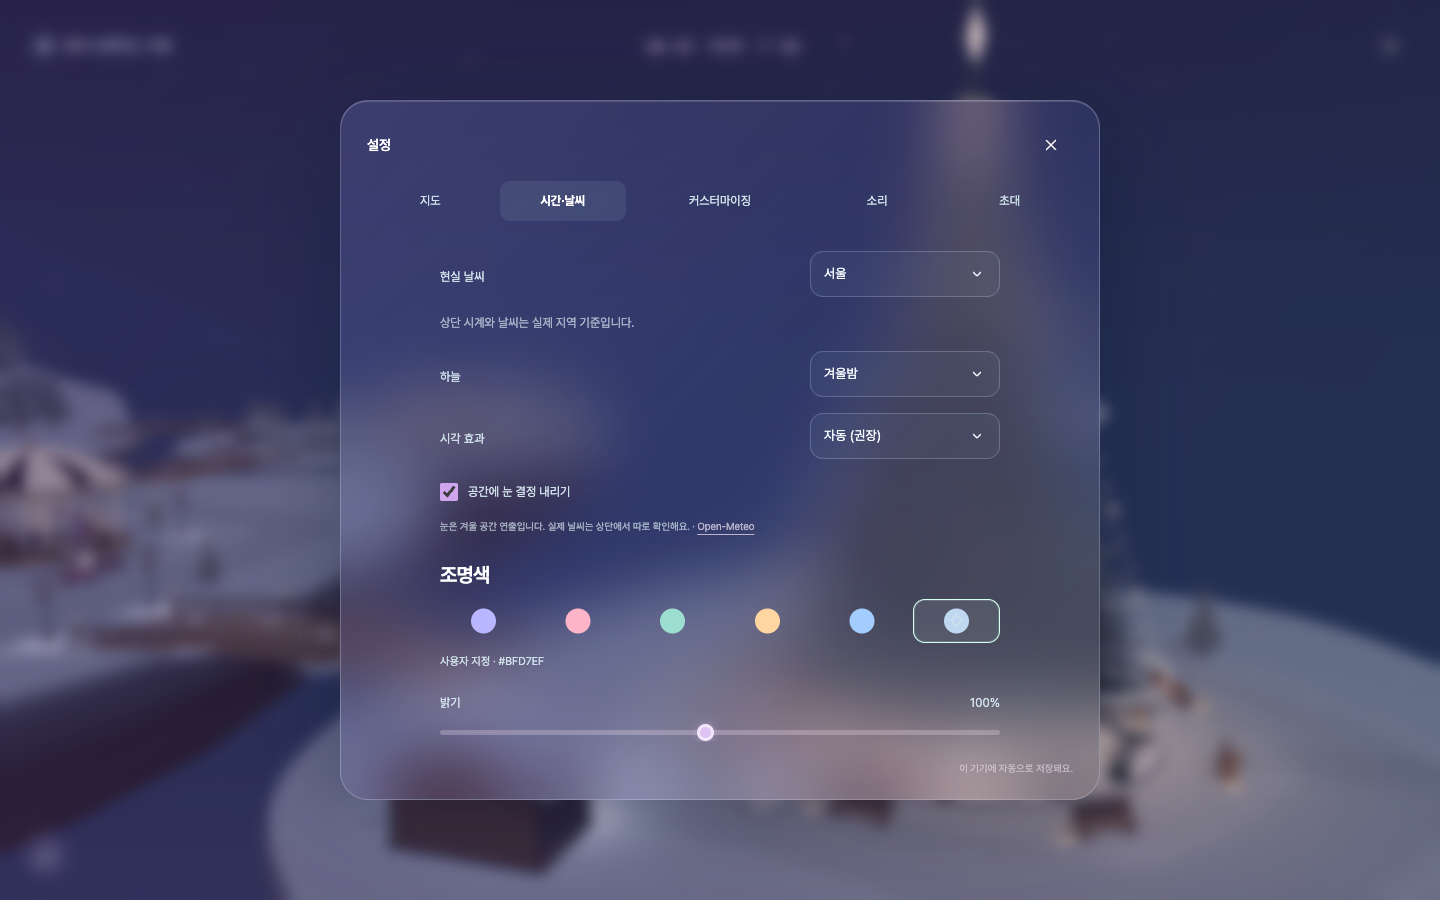 설정
지도
시간·날씨
커스터마이징
소리
초대
현실 날씨
서울
상단 시계와 날씨는 실제 지역 기준입니다.
하늘
겨울밤
시각 효과
자동 (권장)
공간에 눈 결정 내리기
눈은 겨울 공간 연출입니다. 실제 날씨는 상단에서 따로 확인해요. · Open-Meteo
조명색
사용자 지정 · #BFD7EF
밝기
100%
이 기기에 자동으로 저장돼요.